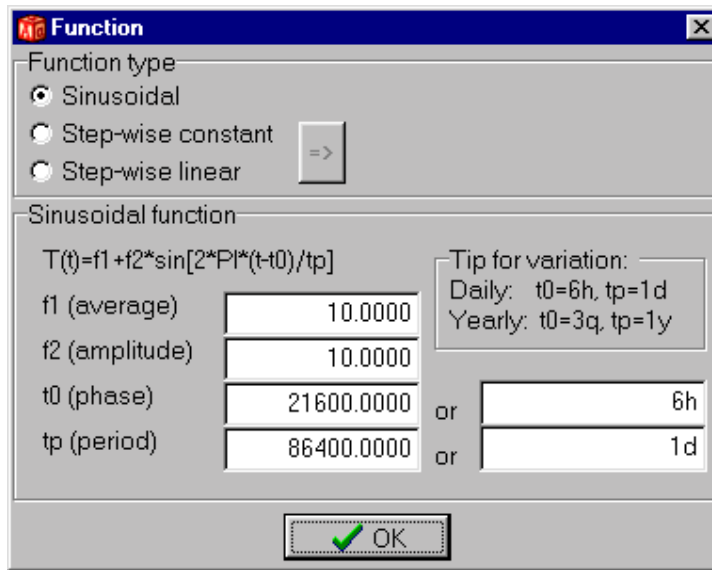 Function
Function type
Sinusoidal
Step-wise constant
=>
Step-wise linear
Sinusoidal function
T(t)=f1+f2*sin[2*PI*(t-t0)/tp]
Tip for variation:
Daily: t0=6h, tp=1d
Yearly: t0=3q, tp=1y
f1 (average) 10.0000
f2 (amplitude) 10.0000
t0 (phase) 21600.0000 or 6h
tp (period) 86400.0000 or 1d
OK